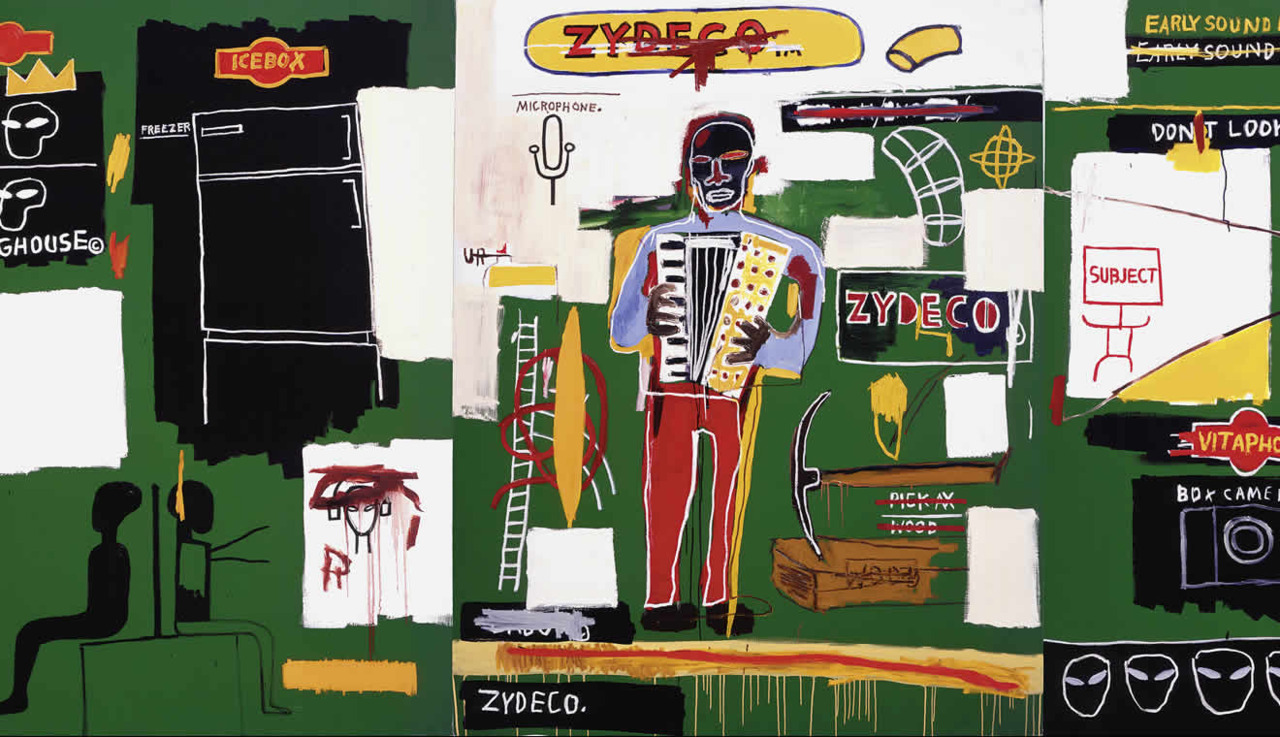 ICEBOX
FREEZER
GHOUSE©
ZYDECO
MICROPHONE.
ZYDECO
PICK AX
WOOD
WOOD
ZYDECO.
EARLY SOUND
EARLY SOUND
DON'T LOOK
SUBJECT
VITAPHO
BOX CAME